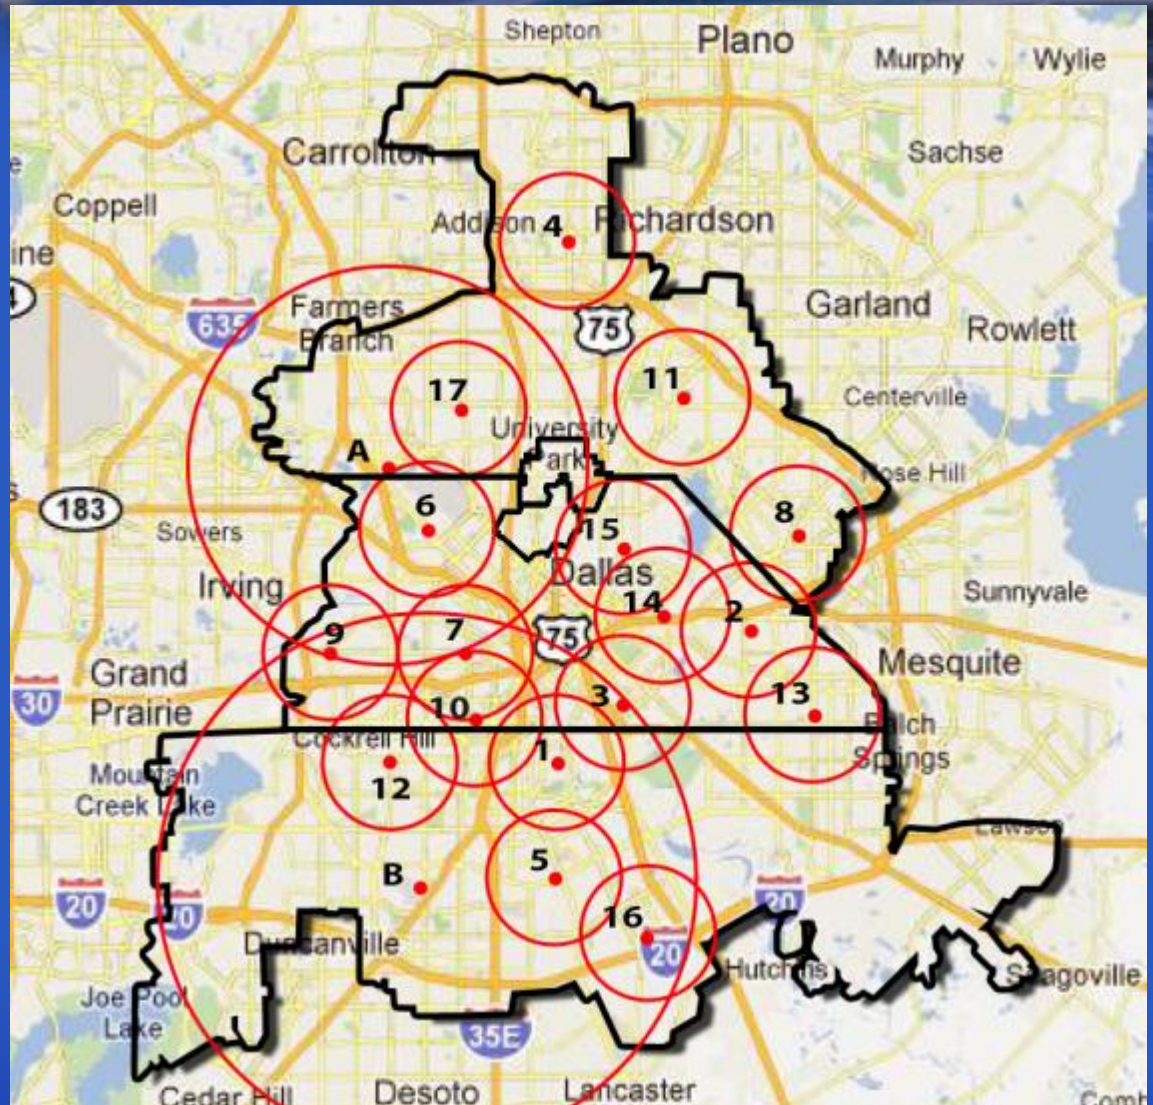 Shepton
Plano
Murphy
Wylie
Carrollton
Sachse
Coppell
Addison
4
Richardson
ine
Farmers
Branch
635
75
Garland
Rowlett
17
11
Centerville
University
Park
A
Rose Hill
183
Sowers
6
15
8
Irving
Dallas
14
2
Sunnyvale
9
7
75
Grand
Prairie
30
Mesquite
10
3
13
Balch
Springs
Cockrell Hill
1
Mountain
Creek Lake
12
Lawson
B
5
20
20
20
16
20
Duncanville
Hutchins
Seagoville
Joe Pool
Lake
35E
Cedar Hill
Desoto
Lancaster